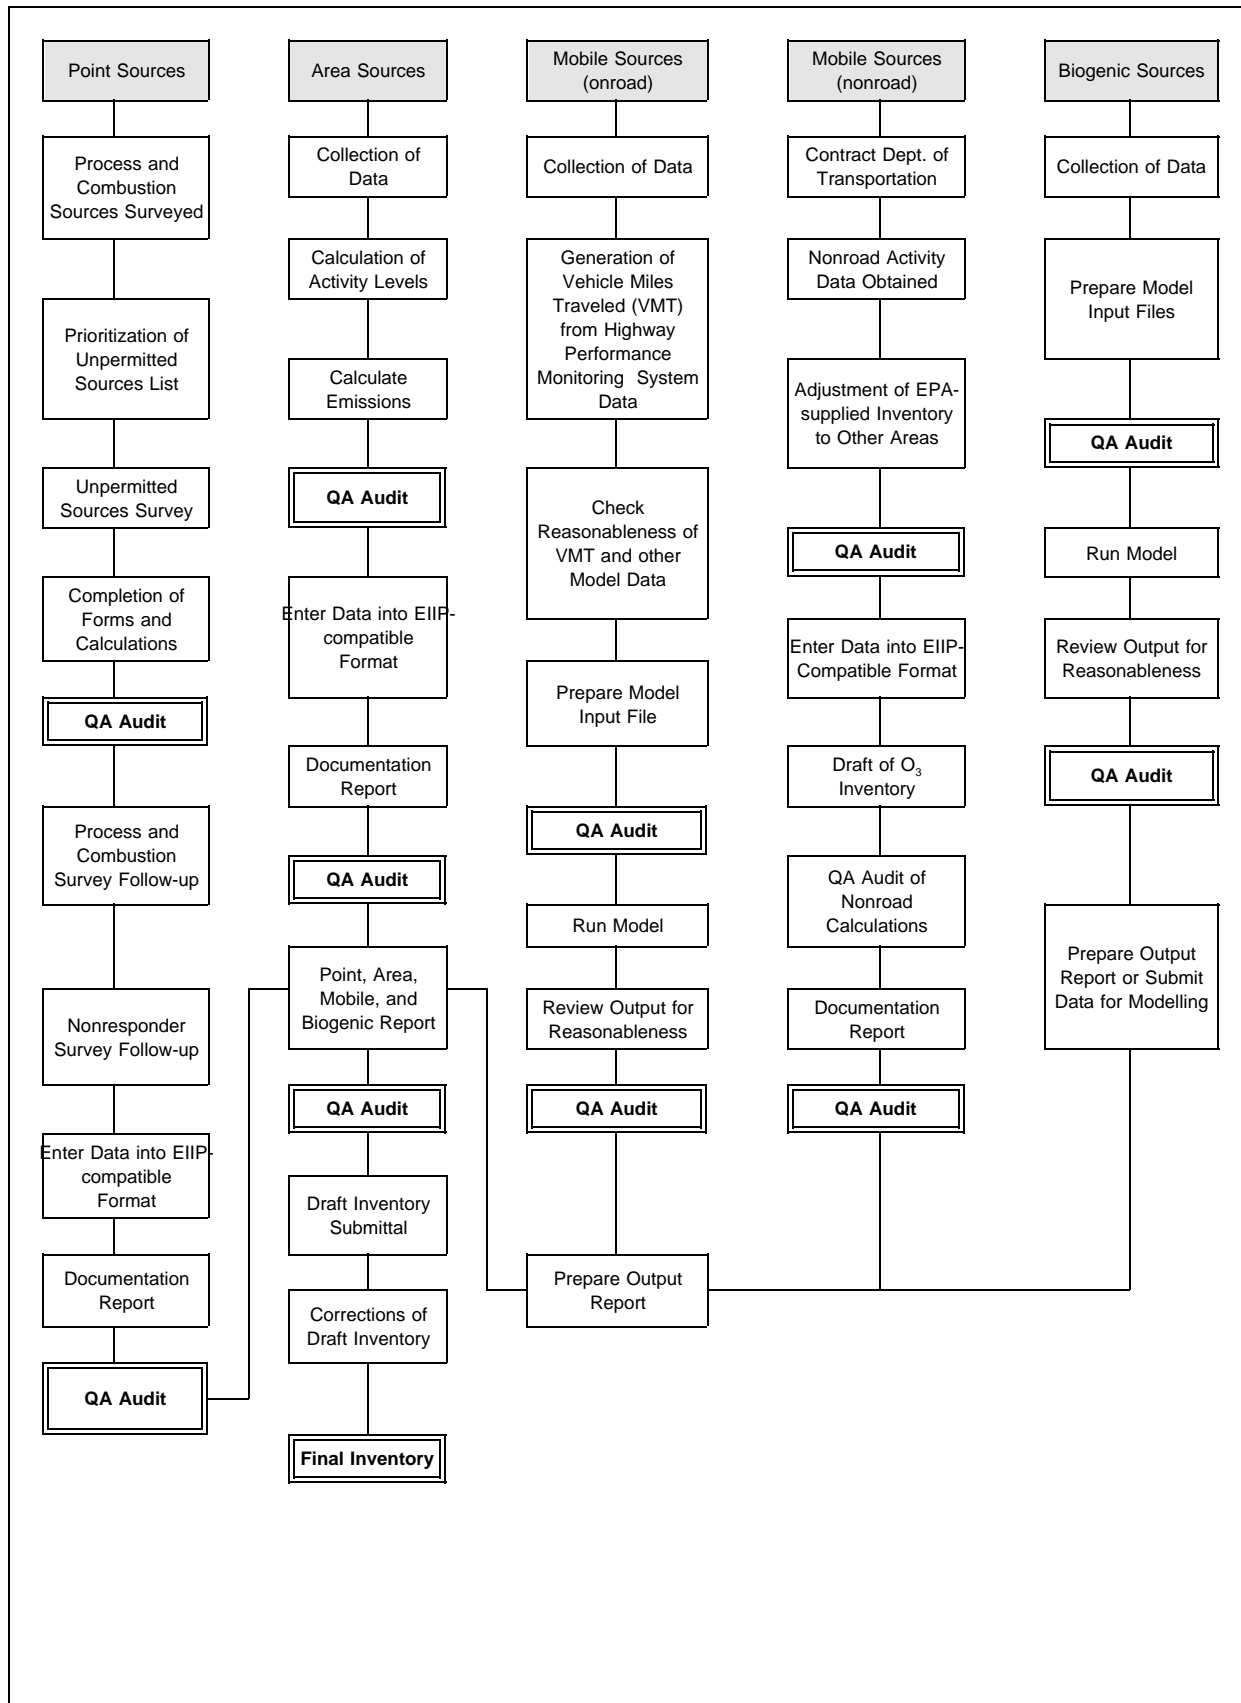 Point Sources
Process and
Combustion
Sources Surveyed
Prioritization of
Unpermitted
Sources List
Unpermitted
Sources Survey
Completion of
Forms and
Calculations
QA Audit
Process and
Combustion
Survey Follow-up
Nonresponder
Survey Follow-up
Enter Data into EIIP-
compatible
Format
Documentation
Report
QA Audit
Area Sources
Collection of
Data
Calculation of
Activity Levels
Calculate
Emissions
QA Audit
Enter Data into EIIP-
compatible
Format
Documentation
Report
QA Audit
Point, Area,
Mobile, and
Biogenic Report
QA Audit
Draft Inventory
Submittal
Corrections of
Draft Inventory
Final Inventory
Mobile Sources
(onroad)
Collection of Data
Generation of
Vehicle Miles
Traveled (VMT)
from Highway
Performance
Monitoring System
Data
Check
Reasonableness of
VMT and other
Model Data
Prepare Model
Input File
QA Audit
Run Model
Review Output for
Reasonableness
QA Audit
Prepare Output
Report
Mobile Sources
(nonroad)
Contract Dept. of
Transportation
Nonroad Activity
Data Obtained
Adjustment of EPA-
supplied Inventory
to Other Areas
QA Audit
Enter Data into EIIP-
Compatible Format
Draft of O₃
Inventory
QA Audit of
Nonroad
Calculations
Documentation
Report
QA Audit
Biogenic Sources
Collection of Data
Prepare Model
Input Files
QA Audit
Run Model
Review Output for
Reasonableness
QA Audit
Prepare Output
Report or Submit
Data for Modelling